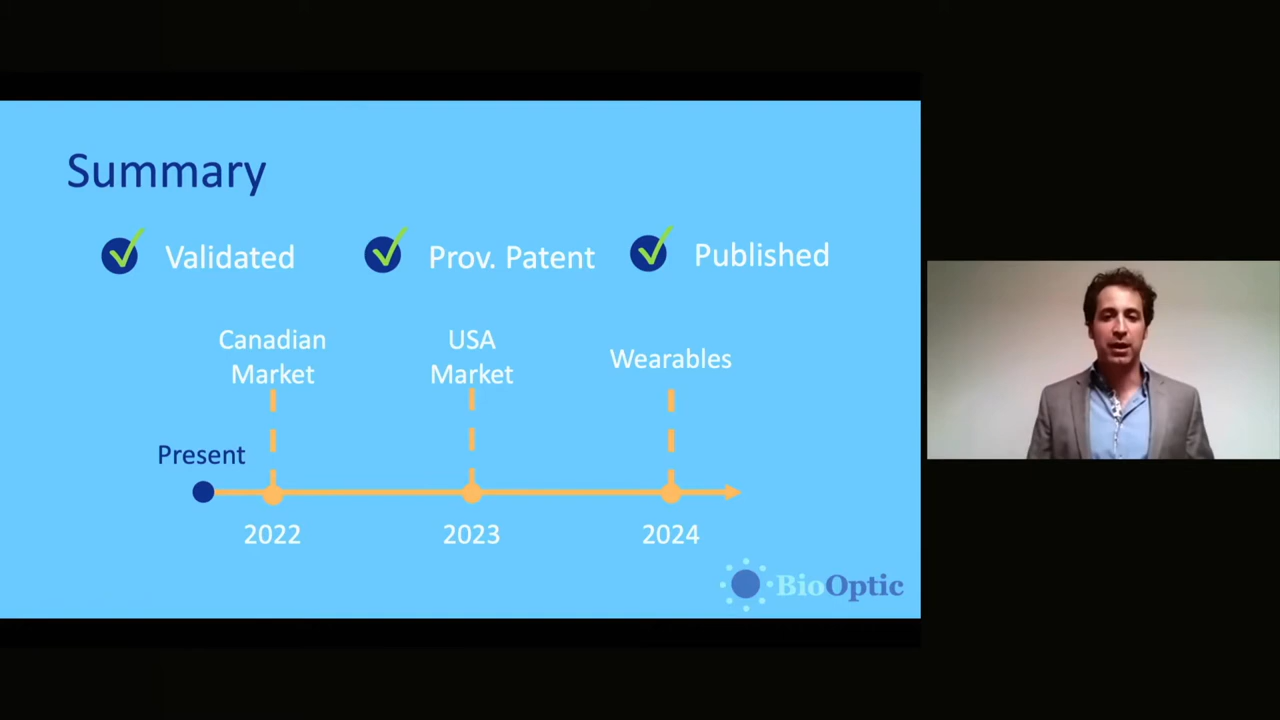 Summary
Validated
Prov. Patent
Published
Canadian
Market
USA
Market
Wearables
Present
2022
2023
2024
BioOptic